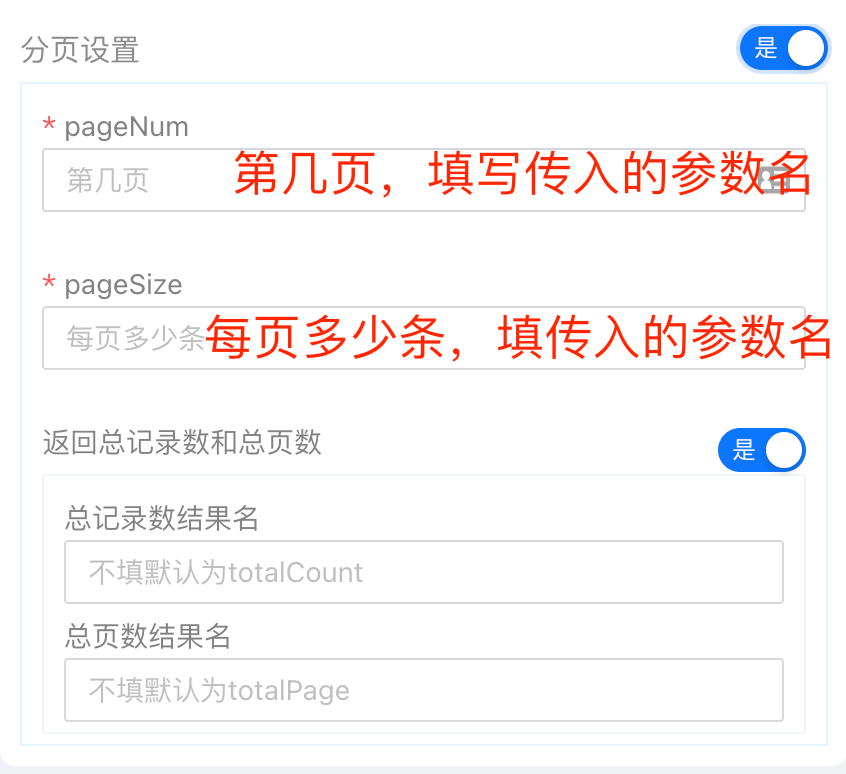 分页设置
是
* pageNum
第几页
第几页，填写传入的参数名
* pageSize
每页多少条
每页多少条，填传入的参数名
返回总记录数和总页数
是
总记录数结果名
不填默认为totalCount
总页数结果名
不填默认为totalPage